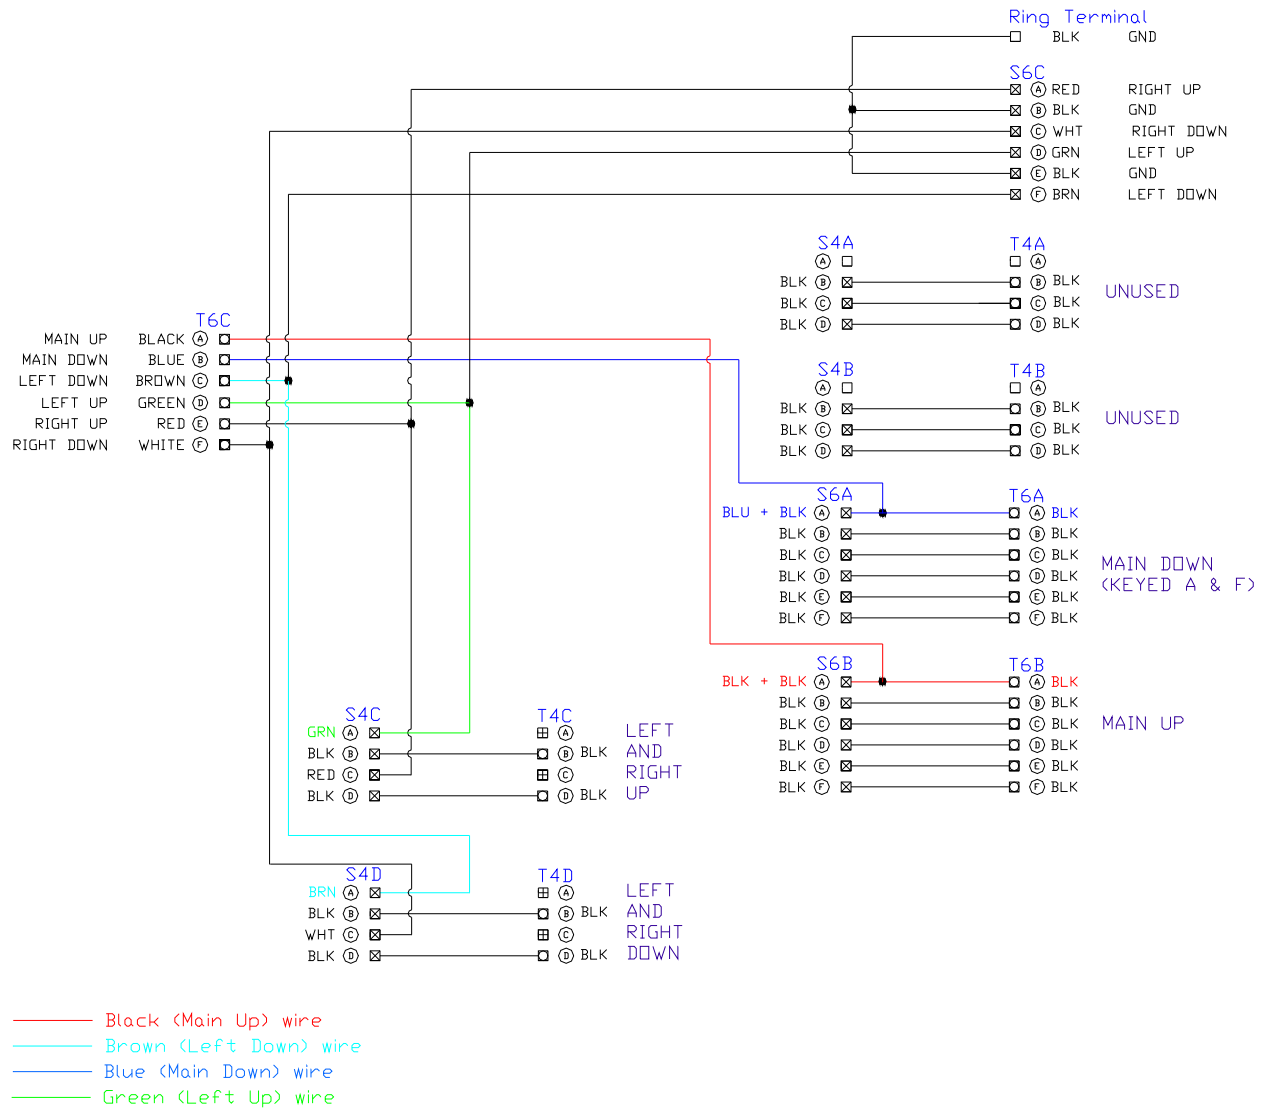 Ring Terminal
BLK GND
S6C
A RED RIGHT UP
B BLK GND
C WHT RIGHT DOWN
D GRN LEFT UP
E BLK GND
F BRN LEFT DOWN
S4A T4A
A A
BLK B B BLK
BLK C C BLK
BLK D D BLK
UNUSED
T6C
MAIN UP BLACK A
MAIN DOWN BLUE B
LEFT DOWN BROWN C
LEFT UP GREEN D
RIGHT UP RED E
RIGHT DOWN WHITE F
S4B T4B
A A
BLK B B BLK
BLK C C BLK
BLK D D BLK
UNUSED
S6A T6A
BLU + BLK A A BLK
BLK B B BLK
BLK C C BLK
BLK D D BLK
BLK E E BLK
BLK F F BLK
MAIN DOWN
(KEYED A & F)
S6B T6B
BLK + BLK A A BLK
BLK B B BLK
BLK C C BLK
BLK D D BLK
BLK E E BLK
BLK F F BLK
MAIN UP
S4C T4C
GRN A A
BLK B B BLK
RED C C
BLK D D BLK
LEFT
AND
RIGHT
UP
S4D T4D
BRN A A
BLK B B BLK
WHT C C
BLK D D BLK
LEFT
AND
RIGHT
DOWN
Black (Main Up) wire
Brown (Left Down) wire
Blue (Main Down) wire
Green (Left Up) wire